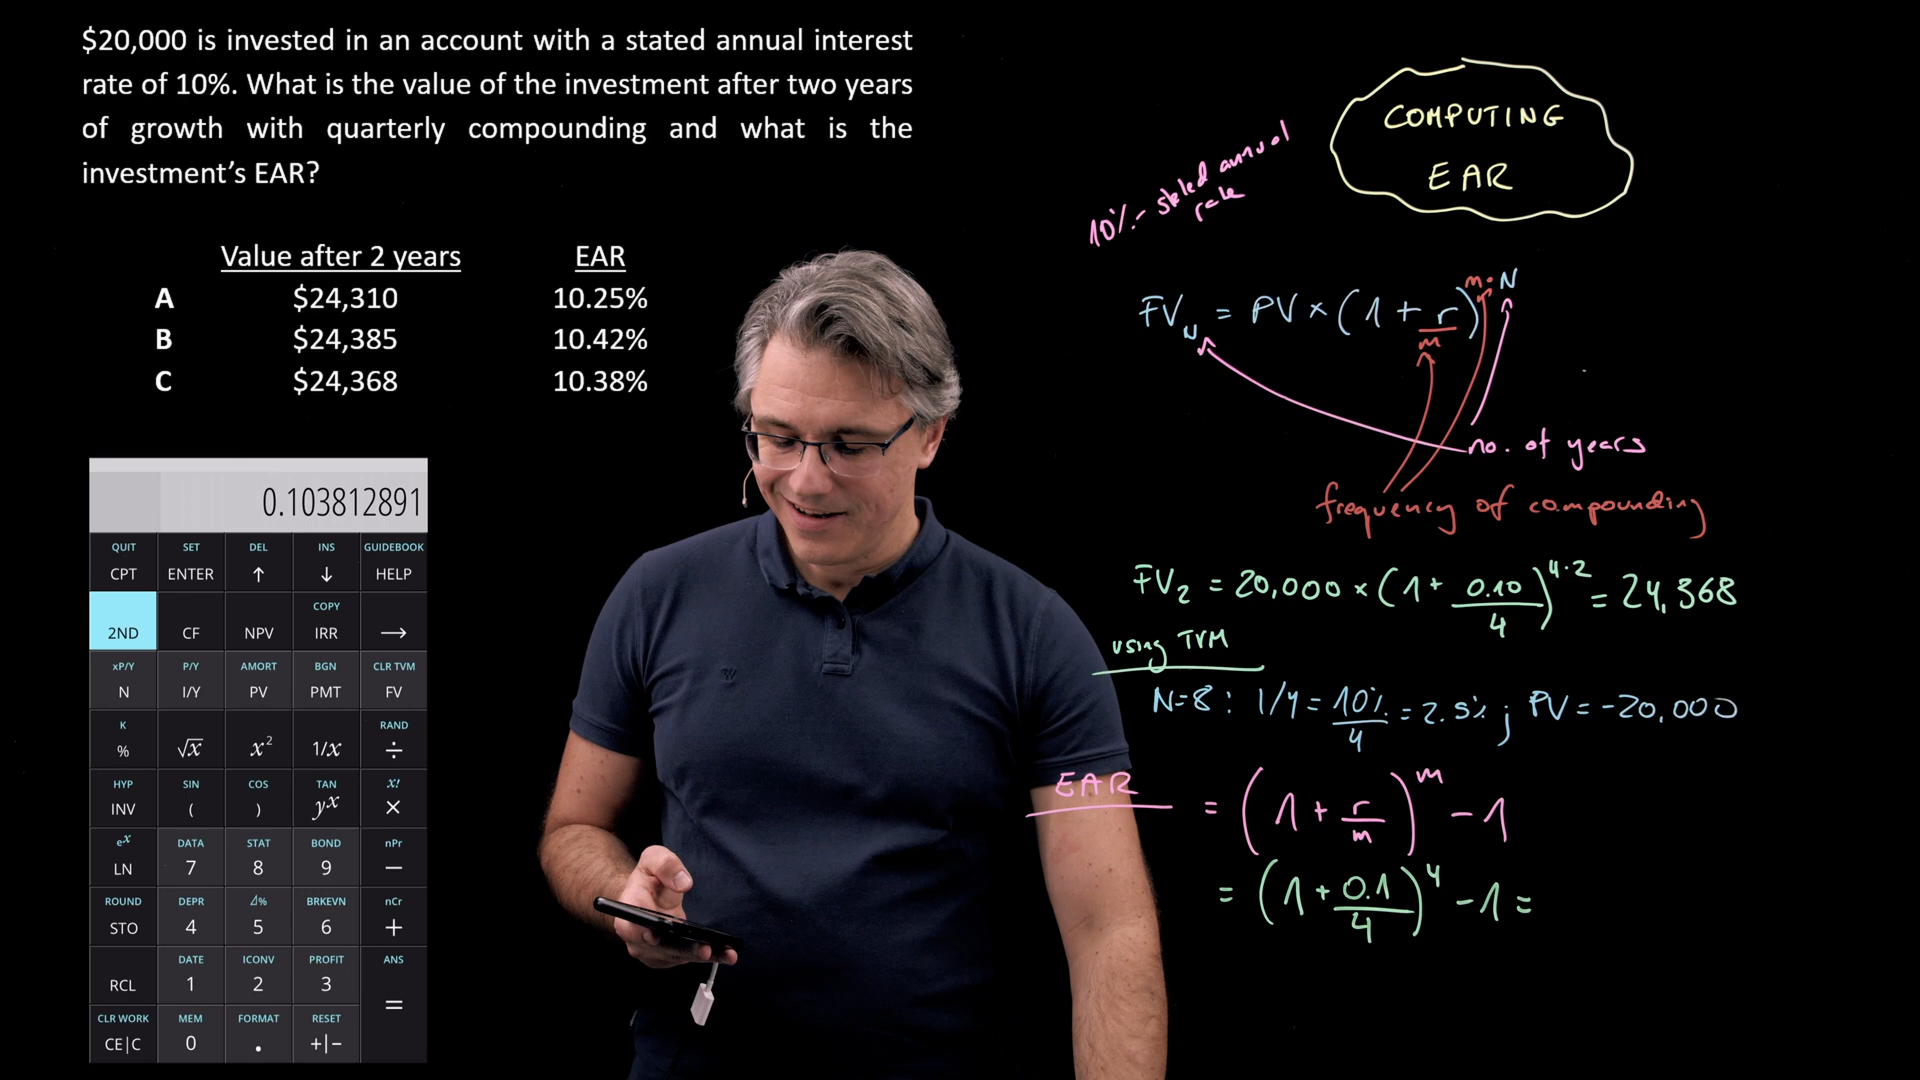 $20,000 is invested in an account with a stated annual interest
rate of 10%. What is the value of the investment after two years
of growth with quarterly compounding and what is the
investment's EAR?
Value after 2 years EAR
A $24,310 10.25%
B $24,385 10.42%
C $24,368 10.38%
0.103812891
QUIT SET DEL INS GUIDEBOOK
CPT ENTER ↑ ↓ HELP
COPY
2ND CF NPV IRR →
xP/Y P/Y AMORT BGN CLR TVM
N I/Y PV PMT FV
K RAND
% √x x² 1/x ÷
HYP SIN COS TAN x!
INV ( ) yˣ ×
eˣ DATA STAT BOND nPr
LN 7 8 9 −
ROUND DEPR Δ% BRKEVN nCr
STO 4 5 6 +
DATE ICONV PROFIT ANS
RCL 1 2 3 =
CLR WORK MEM FORMAT RESET
CE|C 0 . +|−
COMPUTING
EAR
10% - stated annual
rate
FV_N = PV × (1 + r/m)^(m·N)
no. of years
frequency of compounding
FV₂ = 20,000 × (1 + 0.10/4)^(4·2) = 24,368
using TVM
N=8 ; I/Y = 10%/4 = 2.5% ; PV = -20,000
EAR = (1 + r/m)^m - 1
= (1 + 0.1/4)^4 - 1 =